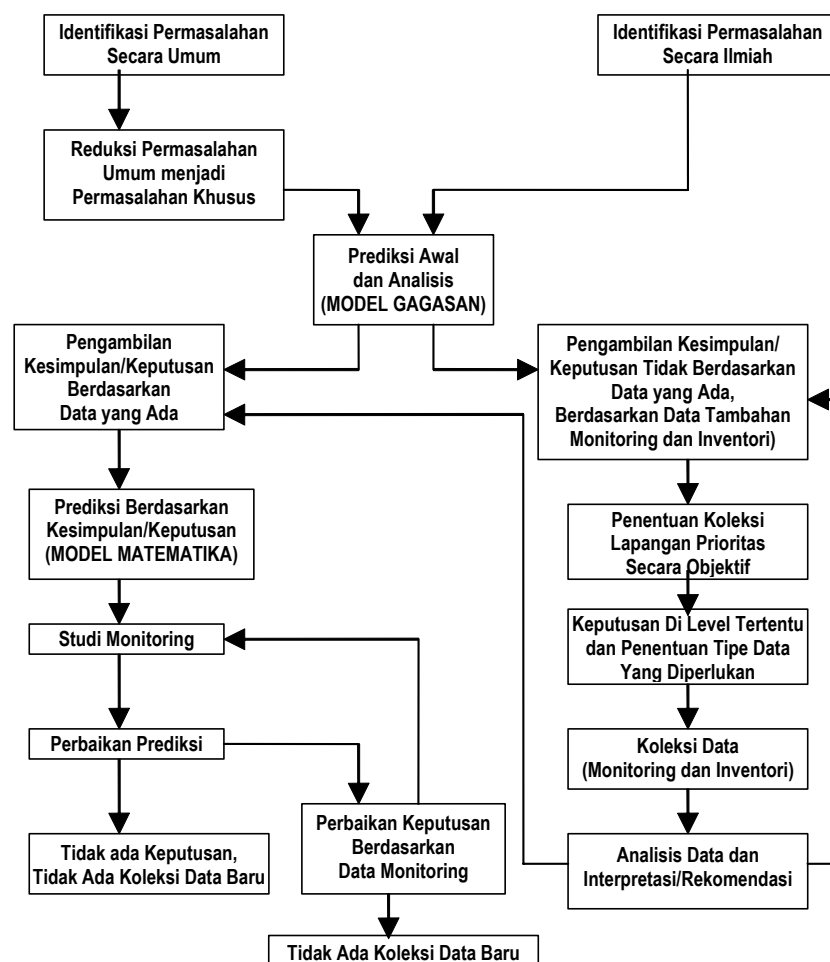 Identifikasi Permasalahan
Secara Umum
Identifikasi Permasalahan
Secara Ilmiah
Reduksi Permasalahan
Umum menjadi
Permasalahan Khusus
Prediksi Awal
dan Analisis
(MODEL GAGASAN)
Pengambilan
Kesimpulan/Keputusan
Berdasarkan
Data yang Ada
Pengambilan Kesimpulan/
Keputusan Tidak Berdasarkan
Data yang Ada,
Berdasarkan Data Tambahan
Monitoring dan Inventori)
Prediksi Berdasarkan
Kesimpulan/Keputusan
(MODEL MATEMATIKA)
Penentuan Koleksi
Lapangan Prioritas
Secara Objektif
Studi Monitoring
Keputusan Di Level Tertentu
dan Penentuan Tipe Data
Yang Diperlukan
Perbaikan Prediksi
Koleksi Data
(Monitoring dan Inventori)
Perbaikan Keputusan
Berdasarkan
Data Monitoring
Tidak ada Keputusan,
Tidak Ada Koleksi Data Baru
Analisis Data dan
Interpretasi/Rekomendasi
Tidak Ada Koleksi Data Baru